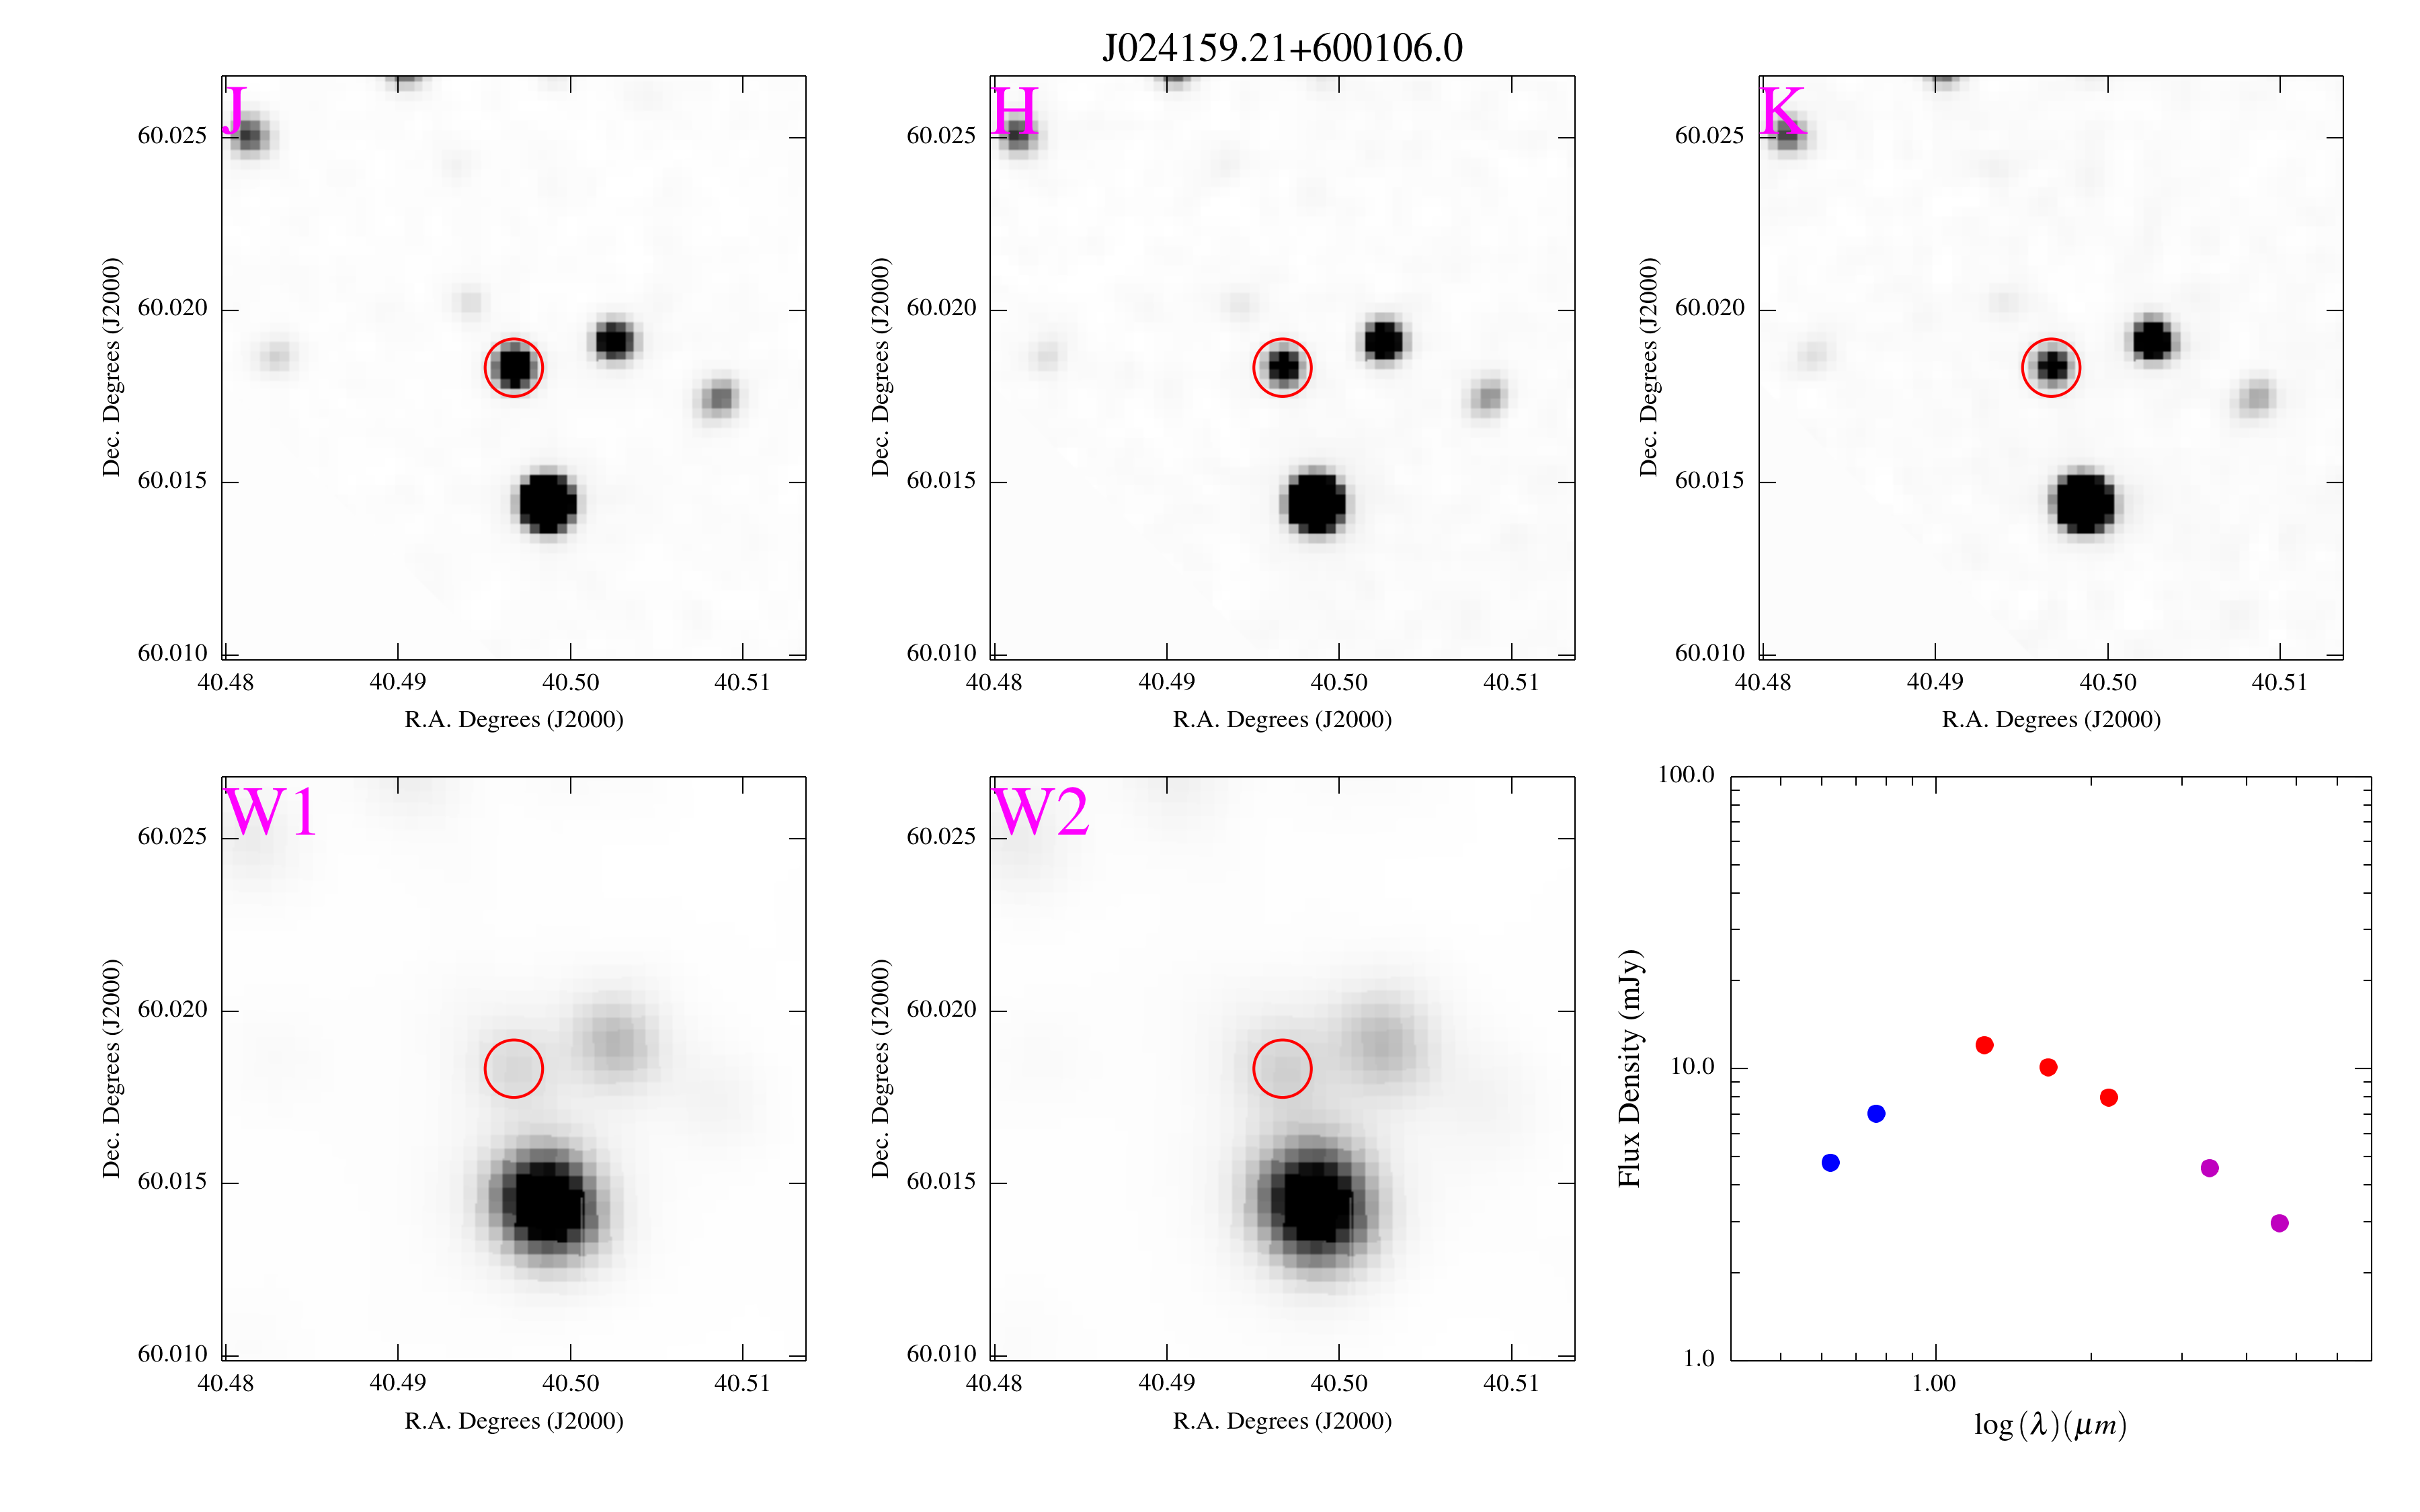 J024159.21+600106.0
J
60.025
60.020
60.015
60.010
Dec. Degrees (J2000)
40.48 40.49 40.50 40.51
R.A. Degrees (J2000)
H
60.025
60.020
60.015
60.010
Dec. Degrees (J2000)
40.48 40.49 40.50 40.51
R.A. Degrees (J2000)
K
60.025
60.020
60.015
60.010
Dec. Degrees (J2000)
40.48 40.49 40.50 40.51
R.A. Degrees (J2000)
W1
60.025
60.020
60.015
60.010
Dec. Degrees (J2000)
40.48 40.49 40.50 40.51
R.A. Degrees (J2000)
W2
60.025
60.020
60.015
60.010
Dec. Degrees (J2000)
40.48 40.49 40.50 40.51
R.A. Degrees (J2000)
100.0
10.0
1.0
Flux Density (mJy)
1.00
log(λ)(μm)